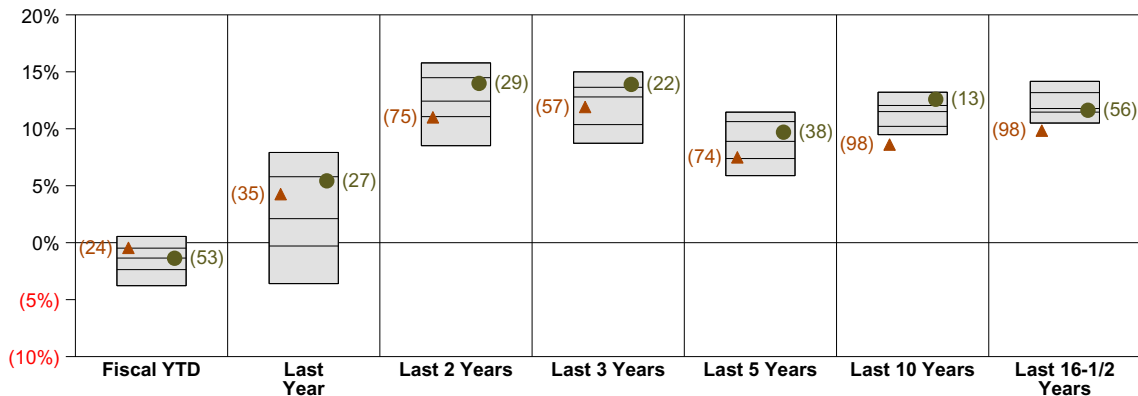 20%
15%
10%
5%
0%
(5%)
(10%)
(24)
(53)
(35)
(27)
(75)
(29)
(57)
(22)
(74)
(38)
(98)
(13)
(98)
(56)
Fiscal YTD
Last
Year
Last 2 Years
Last 3 Years
Last 5 Years
Last 10 Years
Last 16-1/2
Years